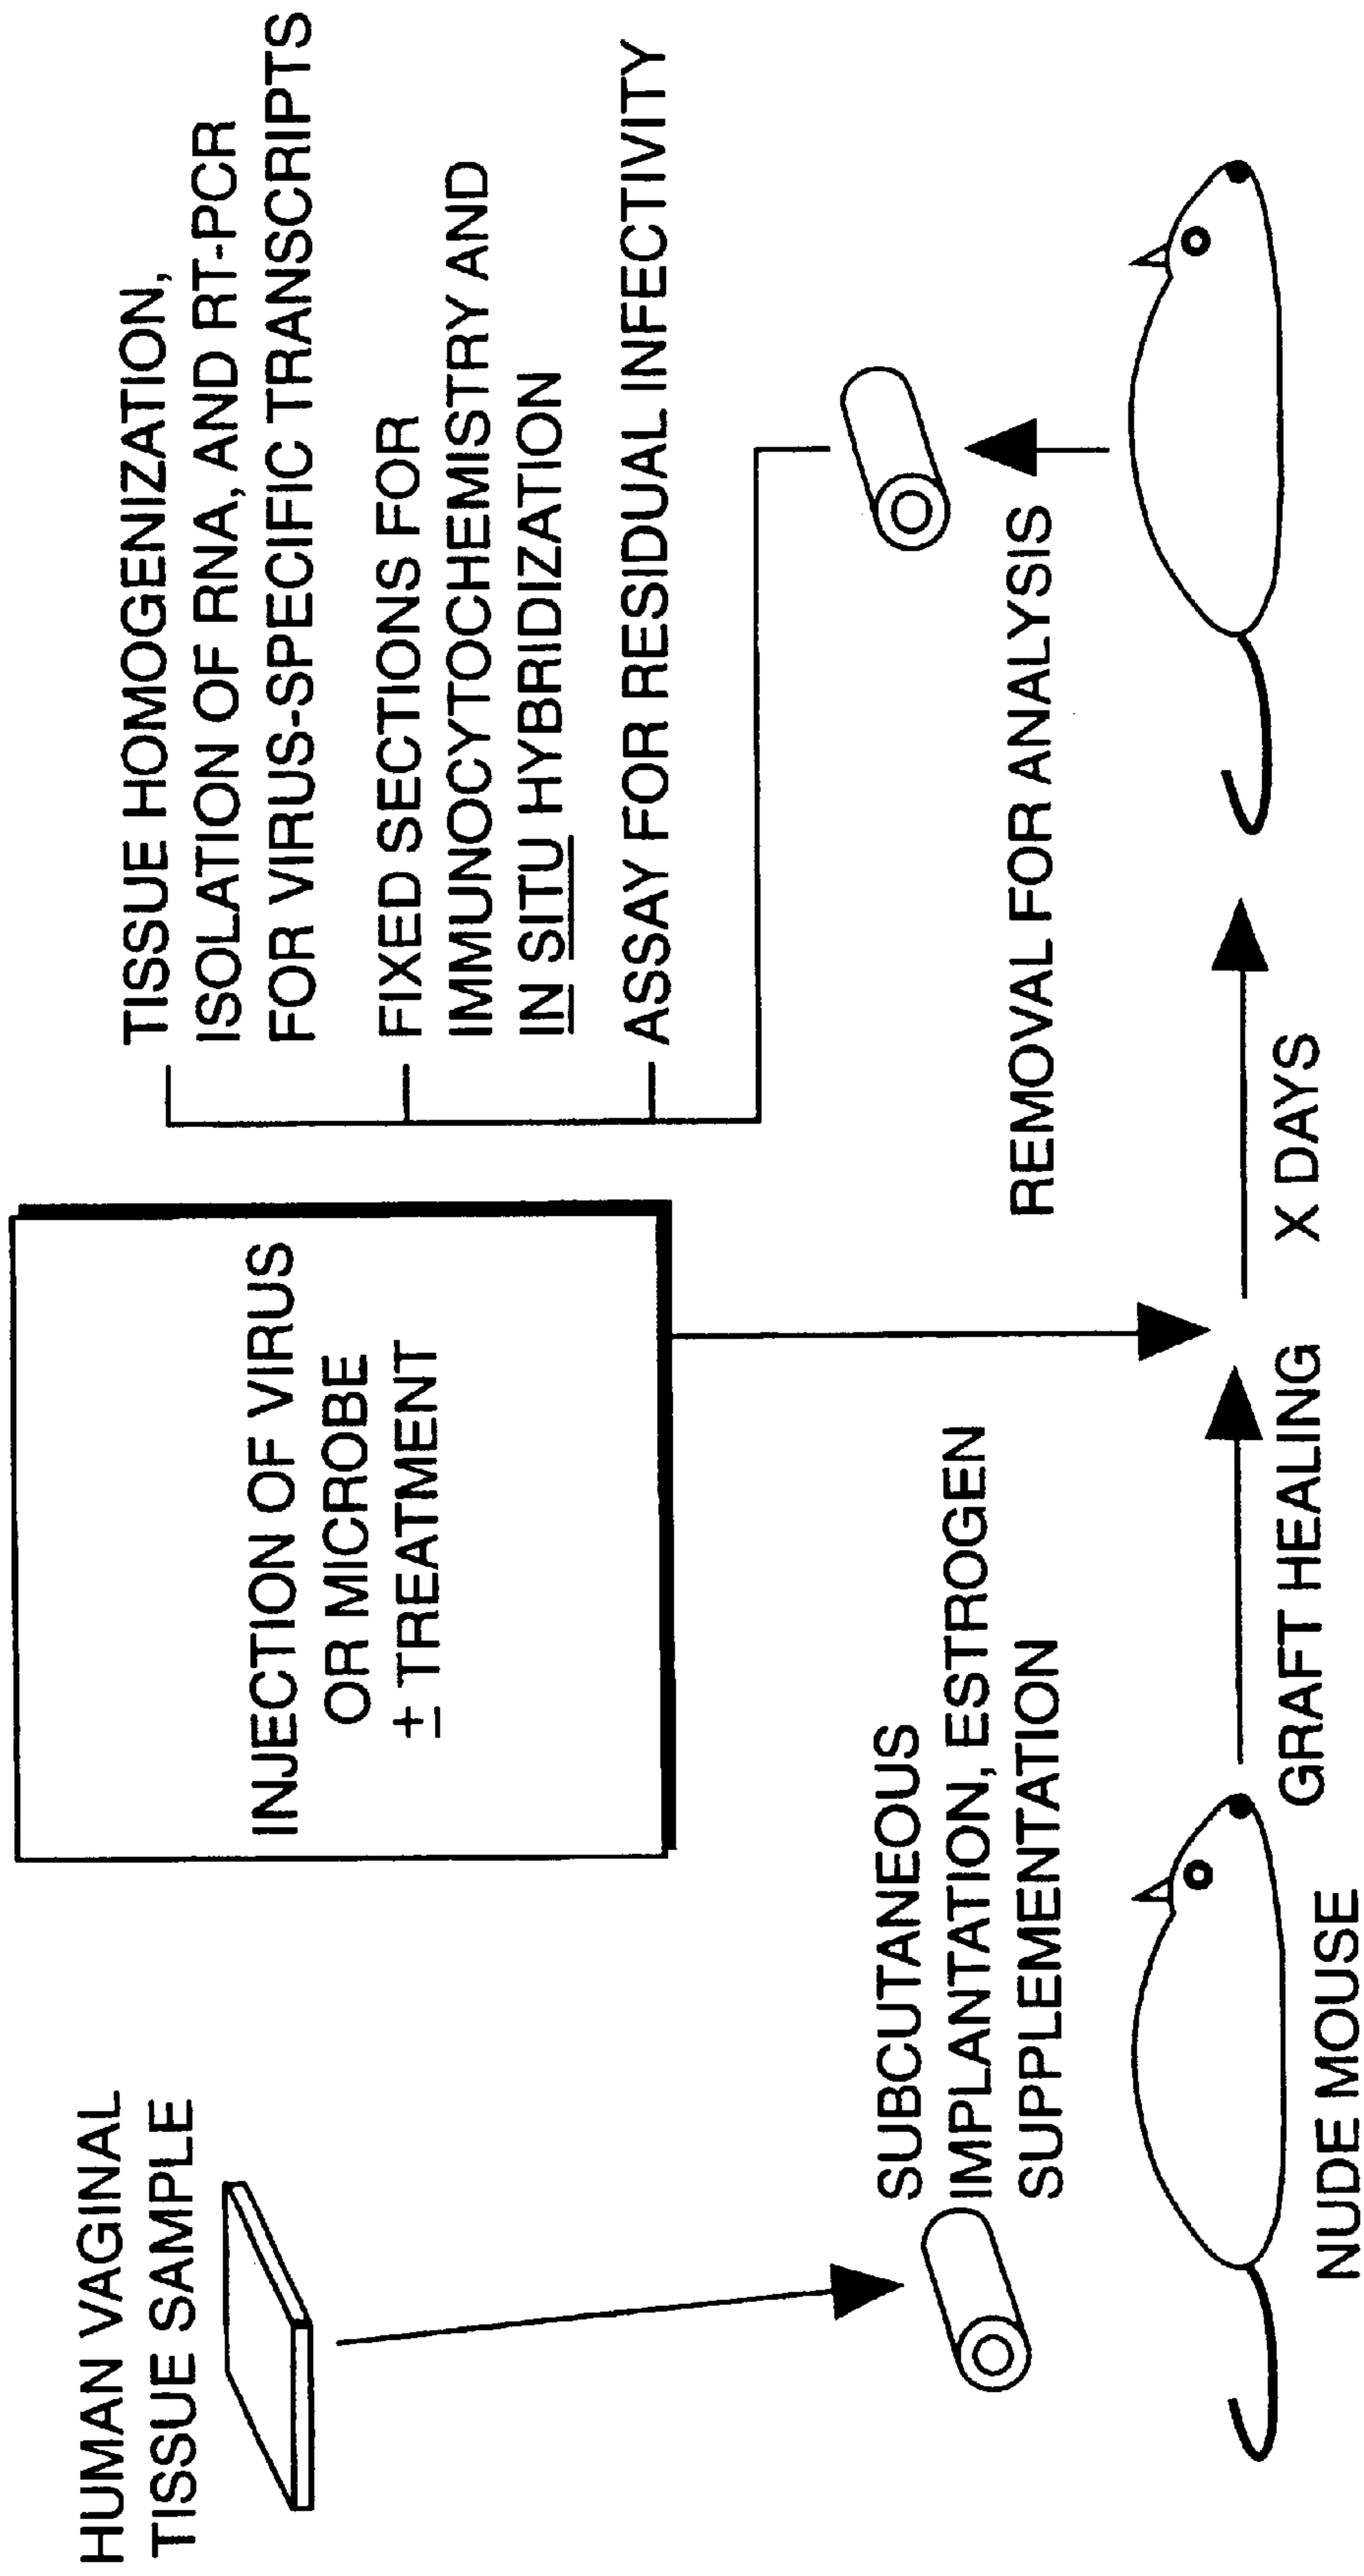 HUMAN VAGINAL
TISSUE SAMPLE
SUBCUTANEOUS
IMPLANTATION, ESTROGEN
SUPPLEMENTATION
NUDE MOUSE
GRAFT HEALING
INJECTION OF VIRUS
OR MICROBE
± TREATMENT
X DAYS
REMOVAL FOR ANALYSIS
TISSUE HOMOGENIZATION,
ISOLATION OF RNA, AND RT-PCR
FOR VIRUS-SPECIFIC TRANSCRIPTS
FIXED SECTIONS FOR
IMMUNOCYTOCHEMISTRY AND
IN SITU HYBRIDIZATION
ASSAY FOR RESIDUAL INFECTIVITY